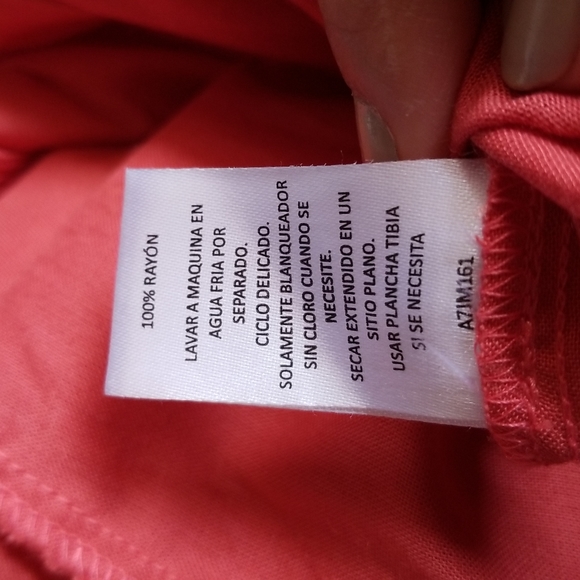 100% RAYÓN
LAVAR A MAQUINA EN
AGUA FRIA POR
SEPARADO.
CICLO DELICADO.
SOLAMENTE BLANQUEADOR
SIN CLORO CUANDO SE
NECESITE.
SECAR EXTENDIDO EN UN
SITIO PLANO.
USAR PLANCHA TIBIA
SI SE NECESITA
A71M161